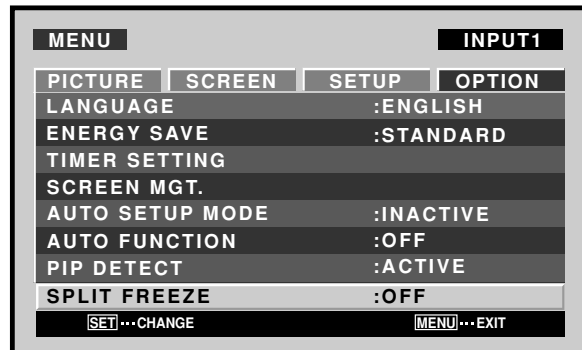 MENU INPUT1
PICTURE SCREEN SETUP OPTION
LANGUAGE :ENGLISH
ENERGY SAVE :STANDARD
TIMER SETTING
SCREEN MGT.
AUTO SETUP MODE :INACTIVE
AUTO FUNCTION :OFF
PIP DETECT :ACTIVE
SPLIT FREEZE :OFF
SET···CHANGE MENU···EXIT